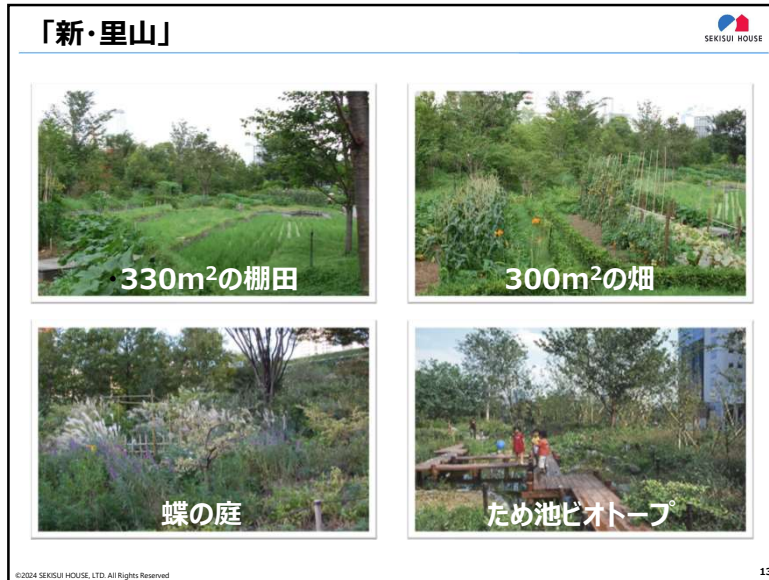 「新・里山」
SEKISUI HOUSE
330m²の棚田
300m²の畑
蝶の庭
ため池ビオトープ
©2024 SEKISUI HOUSE, LTD. All Rights Reserved
13